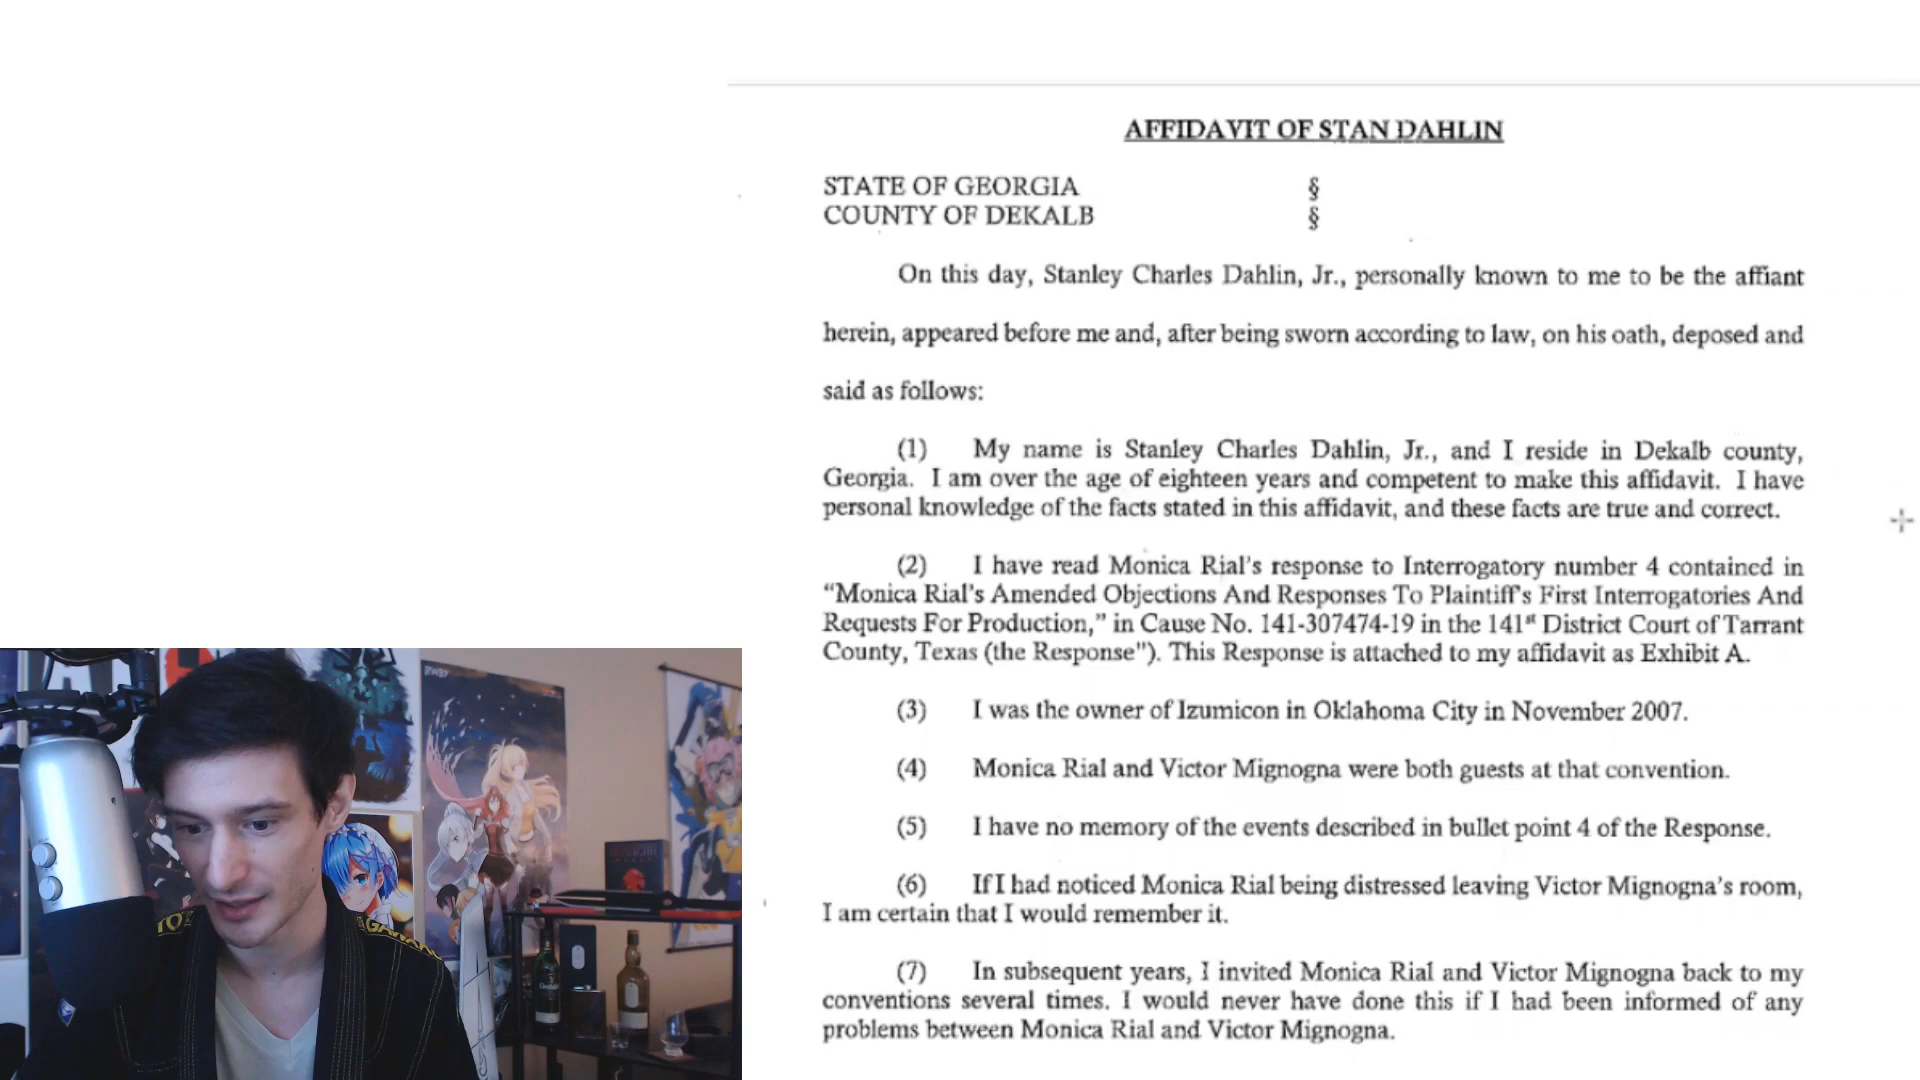 AFFIDAVIT OF STAN DAHLIN
STATE OF GEORGIA §
COUNTY OF DEKALB §
On this day, Stanley Charles Dahlin, Jr., personally known to me to be the affiant
herein, appeared before me and, after being sworn according to law, on his oath, deposed and
said as follows:
(1) My name is Stanley Charles Dahlin, Jr., and I reside in Dekalb county,
Georgia. I am over the age of eighteen years and competent to make this affidavit. I have
personal knowledge of the facts stated in this affidavit, and these facts are true and correct.
(2) I have read Monica Rial's response to Interrogatory number 4 contained in
“Monica Rial's Amended Objections And Responses To Plaintiff's First Interrogatories And
Requests For Production,” in Cause No. 141-307474-19 in the 141st District Court of Tarrant
County, Texas (the Response"). This Response is attached to my affidavit as Exhibit A.
(3) I was the owner of Izumicon in Oklahoma City in November 2007.
(4) Monica Rial and Victor Mignogna were both guests at that convention.
(5) I have no memory of the events described in bullet point 4 of the Response.
(6) If I had noticed Monica Rial being distressed leaving Victor Mignogna's room,
I am certain that I would remember it.
(7) In subsequent years, I invited Monica Rial and Victor Mignogna back to my
conventions several times. I would never have done this if I had been informed of any
problems between Monica Rial and Victor Mignogna.
RWBY